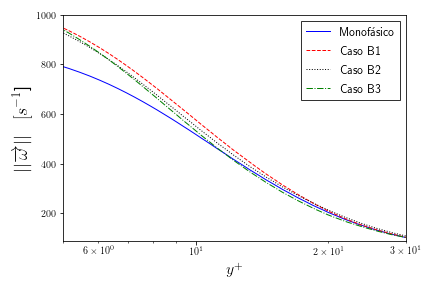 1000
800
600
400
200
||ω⃗|| [s⁻¹]
Monofásico
Caso B1
Caso B2
Caso B3
6 × 10⁰
10¹
2 × 10¹
3 × 10¹
y⁺